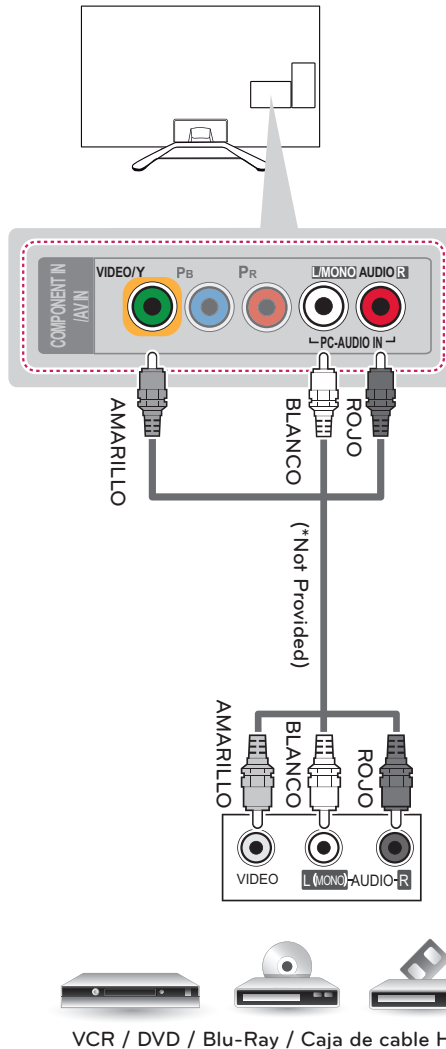 COMPONENT IN
/AV IN
VIDEO/Y PB PR L/MONO AUDIO R
PC-AUDIO IN
AMARILLO
BLANCO
ROJO
(*Not Provided)
AMARILLO
BLANCO
ROJO
VIDEO L(MONO)-AUDIO-R
VCR / DVD / Blu-Ray / Caja de cable H